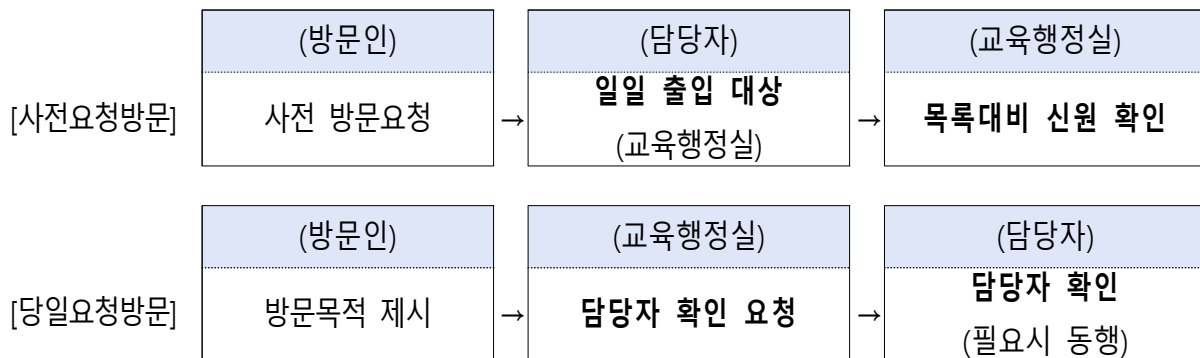 (방문인) (담당자) (교육행정실)
[사전요청방문] 사전 방문요청 → 일일 출입 대상 → 목록대비 신원 확인
(교육행정실)
(방문인) (교육행정실) (담당자)
[당일요청방문] 방문목적 제시 → 담당자 확인 요청 → 담당자 확인
(필요시 동행)